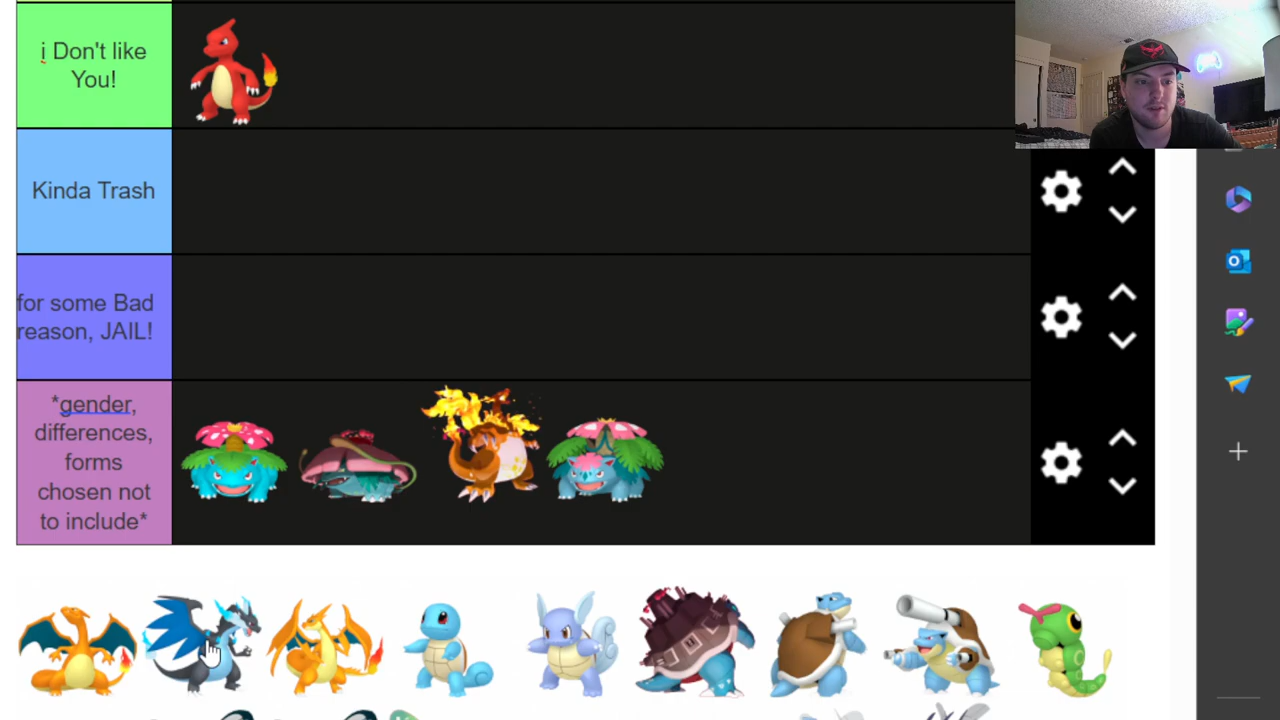 i Don't like
You!
Kinda Trash
for some Bad
reason, JAIL!
*gender,
differences,
forms
chosen not
to include*